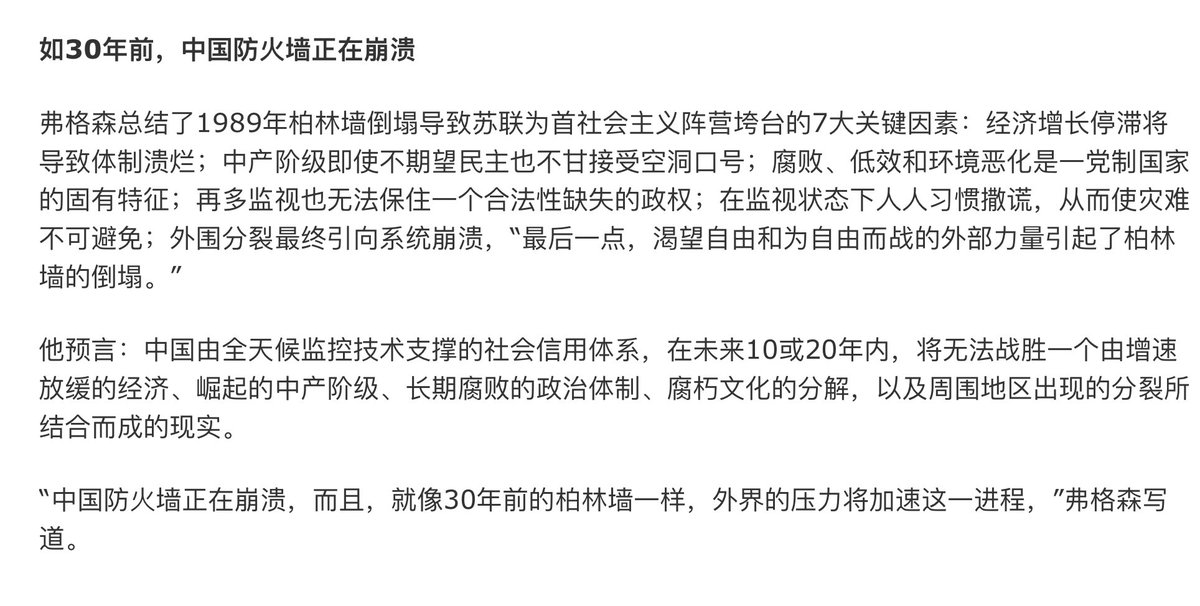 如30年前，中国防火墙正在崩溃
弗格森总结了1989年柏林墙倒塌导致苏联为首社会主义阵营垮台的7大关键因素：经济增长停滞将
导致体制溃烂；中产阶级即使不期望民主也不甘接受空洞口号；腐败、低效和环境恶化是一党制国家
的固有特征；再多监视也无法保住一个合法性缺失的政权；在监视状态下人人习惯撒谎，从而使灾难
不可避免；外围分裂最终引向系统崩溃，“最后一点，渴望自由和为自由而战的外部力量引起了柏林
墙的倒塌。”
他预言：中国由全天候监控技术支撑的社会信用体系，在未来10或20年内，将无法战胜一个由增速
放缓的经济、崛起的中产阶级、长期腐败的政治体制、腐朽文化的分解，以及周围地区出现的分裂所
结合而成的现实。
“中国防火墙正在崩溃，而且，就像30年前的柏林墙一样，外界的压力将加速这一进程，”弗格森写
道。